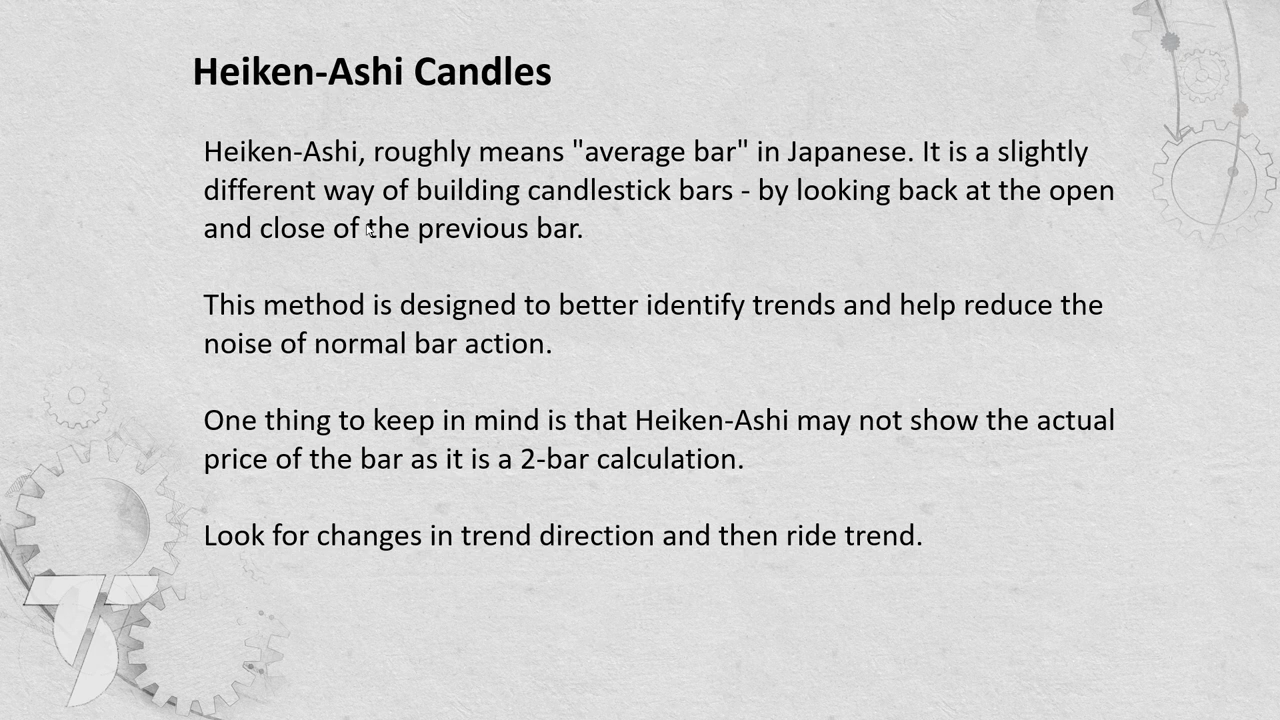 Heiken-Ashi Candles
Heiken-Ashi, roughly means "average bar" in Japanese. It is a slightly
different way of building candlestick bars - by looking back at the open
and close of the previous bar.
This method is designed to better identify trends and help reduce the
noise of normal bar action.
One thing to keep in mind is that Heiken-Ashi may not show the actual
price of the bar as it is a 2-bar calculation.
Look for changes in trend direction and then ride trend.